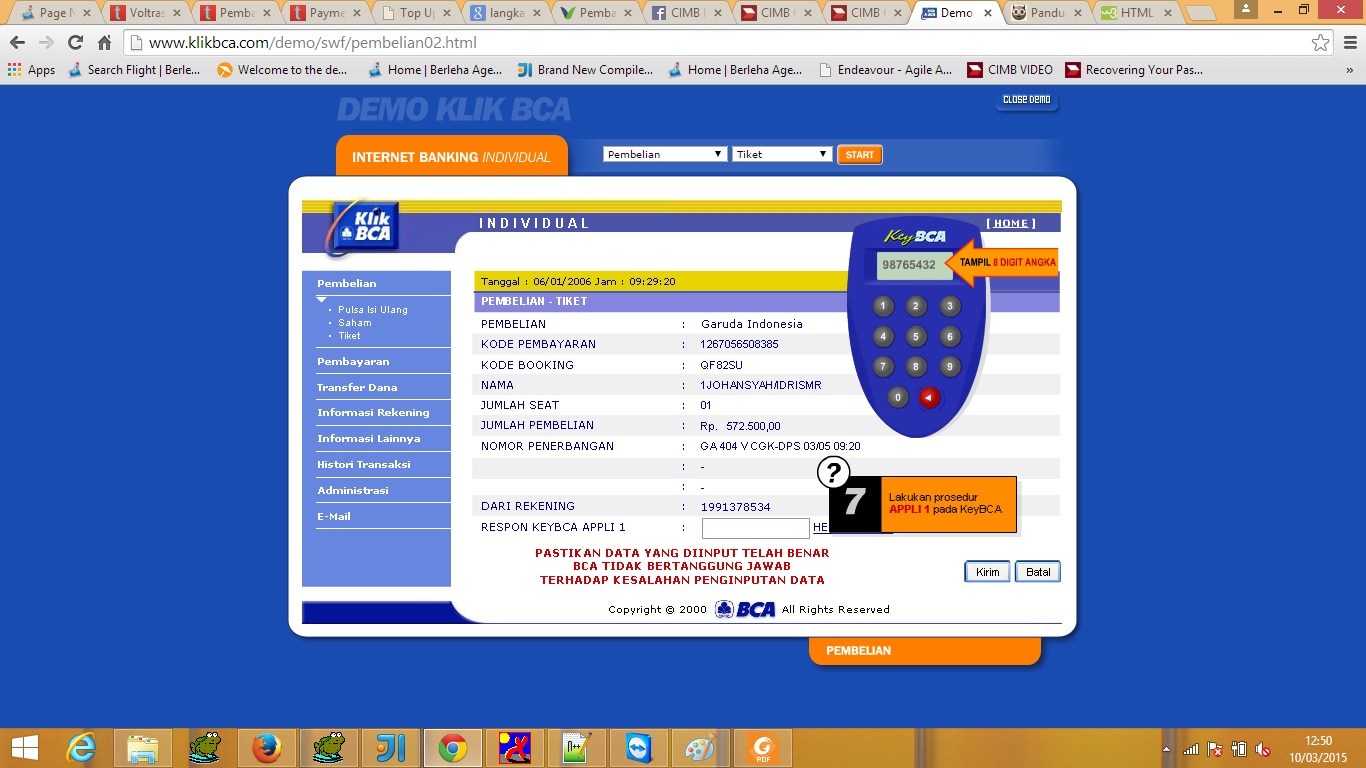 Page N
Voltras
Pemba
Payme
Top Up
langka
Pemba
CIMB
CIMB
CIMB
Demo
Pandu
HTML
www.klikbca.com/demo/swf/pembelian02.html
Apps
Search Flight | Berle...
Welcome to the de...
Home | Berleha Age...
Brand New Compile...
Home | Berleha Age...
Endeavour - Agile A...
CIMB VIDEO
Recovering Your Pas...
»
DEMO KLIK BCA
CLOSE DEMO
INTERNET BANKING INDIVIDUAL
Pembelian
Tiket
START
Klik BCA
INDIVIDUAL
[ HOME ]
KeyBCA
98765432
TAMPIL 8 DIGIT ANGKA
1 2 3
4 5 6
7 8 9
0
Pembelian
• Pulsa Isi Ulang
• Saham
• Tiket
Pembayaran
Transfer Dana
Informasi Rekening
Informasi Lainnya
Histori Transaksi
Administrasi
E-Mail
Tanggal : 06/01/2006 Jam : 09:29:20
PEMBELIAN - TIKET
PEMBELIAN : Garuda Indonesia
KODE PEMBAYARAN : 1267056508385
KODE BOOKING : QF82SU
NAMA : 1JOHANSYAH/IDRISMR
JUMLAH SEAT : 01
JUMLAH PEMBELIAN : Rp. 572.500,00
NOMOR PENERBANGAN : GA 404 V CGK-DPS 03/05 09:20
: -
: -
DARI REKENING : 1991378534
RESPON KEYBCA APPLI 1 : HE
?
7
Lakukan prosedur
APPLI 1 pada KeyBCA
PASTIKAN DATA YANG DIINPUT TELAH BENAR
BCA TIDAK BERTANGGUNG JAWAB
TERHADAP KESALAHAN PENGINPUTAN DATA
Kirim
Batal
Copyright © 2000 BCA All Rights Reserved
PEMBELIAN
PDF
12:50
10/03/2015